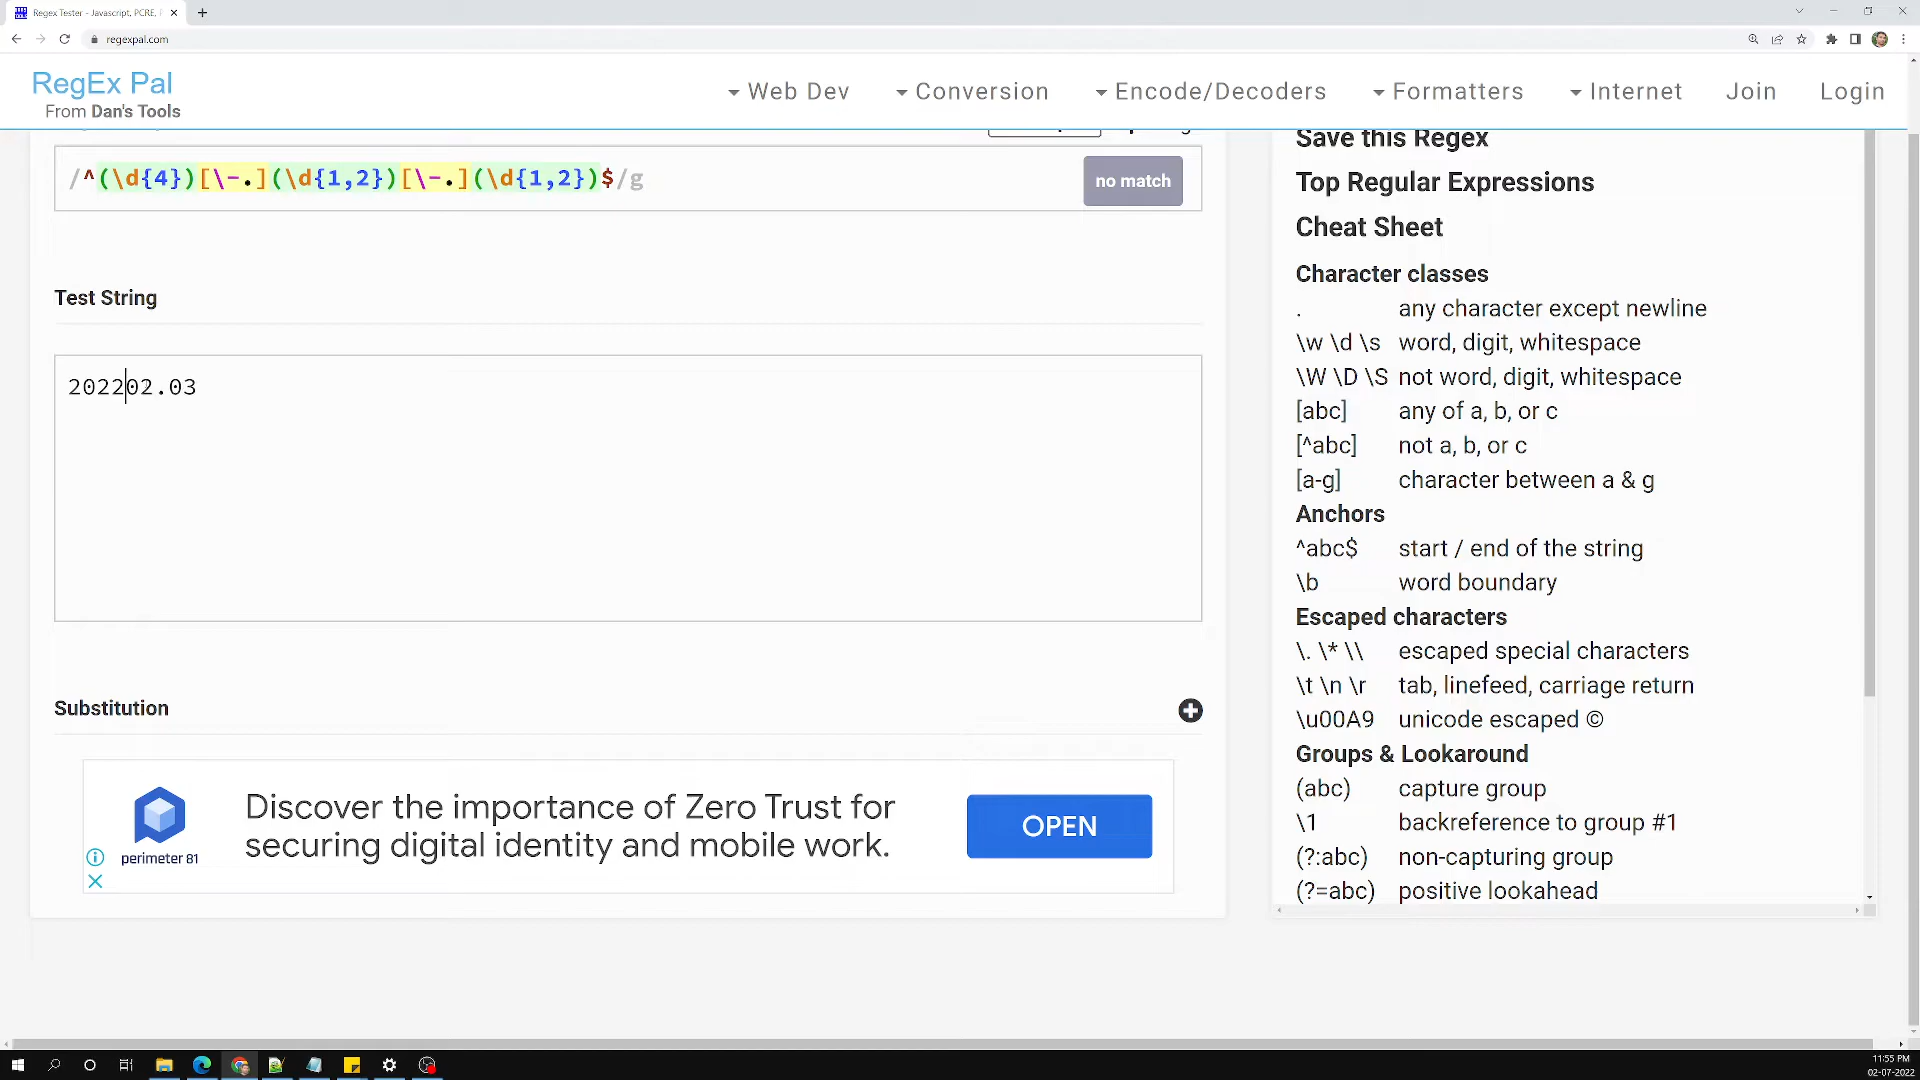 Regex Tester - Javascript, PCRE,
regexpal.com
RegEx Pal
From Dan's Tools
Web Dev
Conversion
Encode/Decoders
Formatters
Internet
Join
Login
/^(\d{4})[\-.](\d{1,2})[\-.](\d{1,2})$/g
no match
Test String
202202.03
Substitution
perimeter 81
Discover the importance of Zero Trust for
securing digital identity and mobile work.
OPEN
Save this Regex
Top Regular Expressions
Cheat Sheet
Character classes
. any character except newline
\w \d \s word, digit, whitespace
\W \D \S not word, digit, whitespace
[abc] any of a, b, or c
[^abc] not a, b, or c
[a-g] character between a & g
Anchors
^abc$ start / end of the string
\b word boundary
Escaped characters
\. \* \\ escaped special characters
\t \n \r tab, linefeed, carriage return
\u00A9 unicode escaped ©
Groups & Lookaround
(abc) capture group
\1 backreference to group #1
(?:abc) non-capturing group
(?=abc) positive lookahead
11:55 PM
02-07-2022